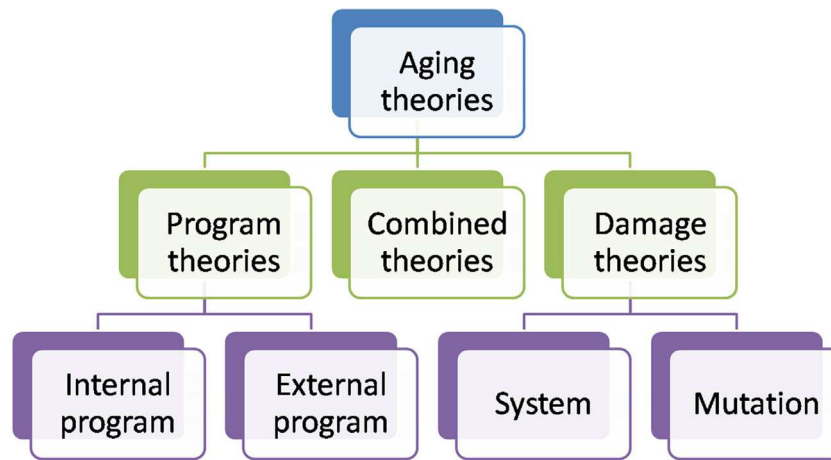 Aging
theories
Program
theories
Combined
theories
Damage
theories
Internal
program
External
program
System
Mutation